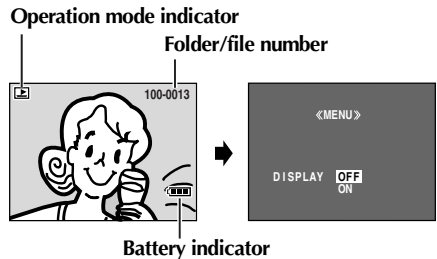 Operation mode indicator
Folder/file number
100-0013
《MENU》
DISPLAY OFF
ON
Battery indicator